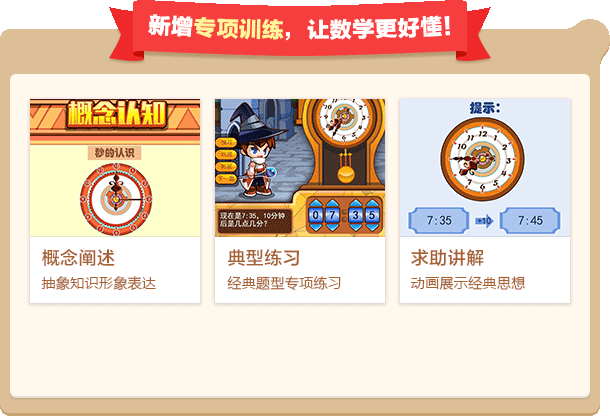 新增专项训练，让数学更好懂！
概念认知
秒的认识
现在是7:35，10分钟
后是几点几分？
07 35
提示：
7:35 +10 7:45
概念阐述
抽象知识形象表达
典型练习
经典题型专项练习
求助讲解
动画展示经典思想